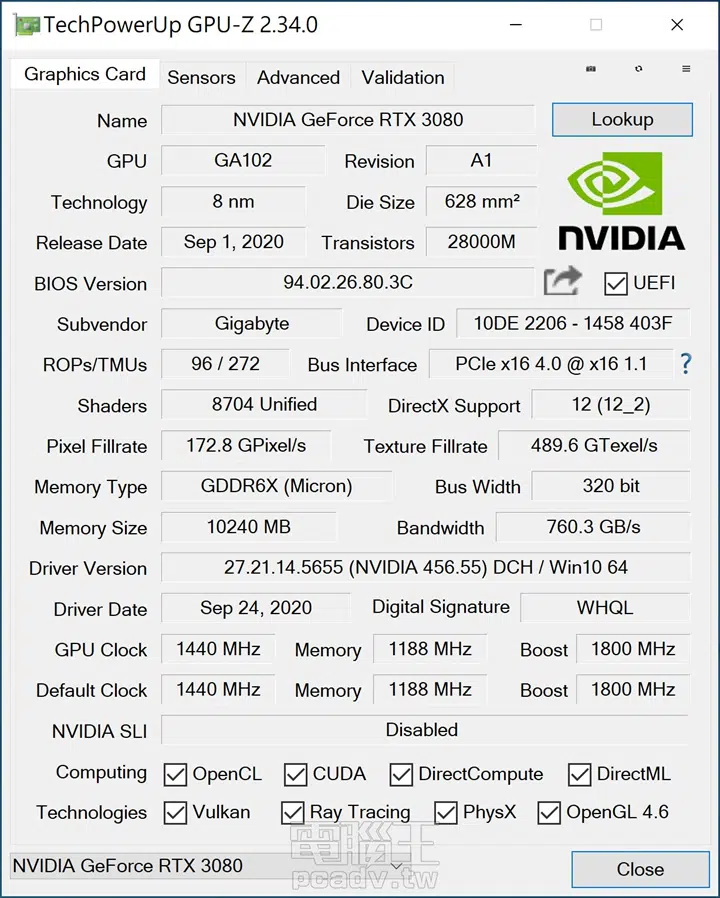 TechPowerUp GPU-Z 2.34.0
Graphics Card Sensors Advanced Validation
Name NVIDIA GeForce RTX 3080 Lookup
GPU GA102 Revision A1
Technology 8 nm Die Size 628 mm²
Release Date Sep 1, 2020 Transistors 28000M
NVIDIA
BIOS Version 94.02.26.80.3C UEFI
Subvendor Gigabyte Device ID 10DE 2206 - 1458 403F
ROPs/TMUs 96 / 272 Bus Interface PCIe x16 4.0 @ x16 1.1 ?
Shaders 8704 Unified DirectX Support 12 (12_2)
Pixel Fillrate 172.8 GPixel/s Texture Fillrate 489.6 GTexel/s
Memory Type GDDR6X (Micron) Bus Width 320 bit
Memory Size 10240 MB Bandwidth 760.3 GB/s
Driver Version 27.21.14.5655 (NVIDIA 456.55) DCH / Win10 64
Driver Date Sep 24, 2020 Digital Signature WHQL
GPU Clock 1440 MHz Memory 1188 MHz Boost 1800 MHz
Default Clock 1440 MHz Memory 1188 MHz Boost 1800 MHz
NVIDIA SLI Disabled
Computing OpenCL CUDA DirectCompute DirectML
Technologies Vulkan Ray Tracing PhysX OpenGL 4.6
電腦王
pcadv.tw
NVIDIA GeForce RTX 3080 Close